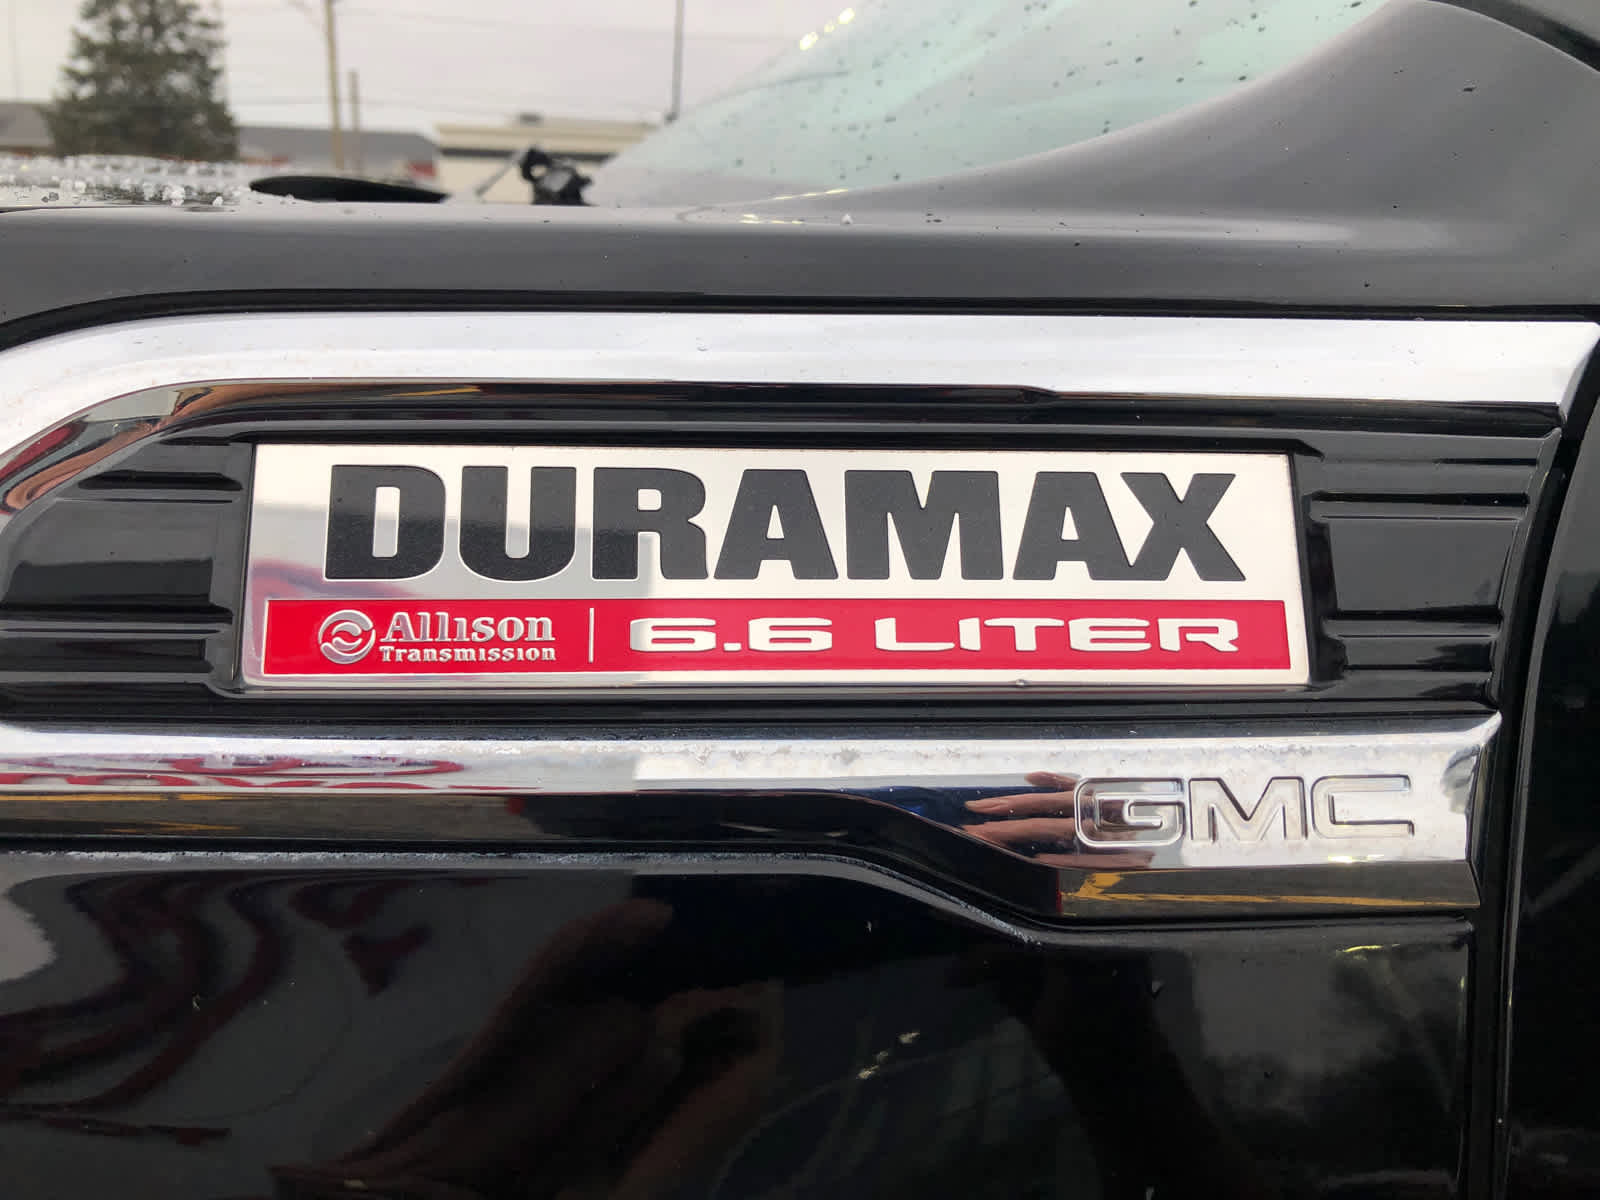 DURAMAX
Allison
Transmission
6.6 LITER
GMC